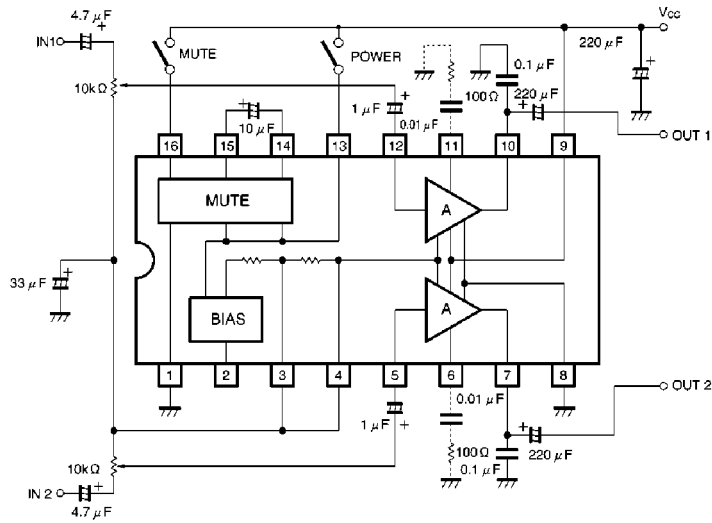 4.7 μF +
IN1
MUTE
POWER
VCC
220 μF +
0.1 μF
10kΩ
10 μF +
1 μF +
0.01 μF
100Ω
220 μF
+
OUT 1
16 15 14 13 12 11 10 9
MUTE
A
33 μF +
BIAS
A
1 2 3 4 5 6 7 8
OUT 2
1 μF +
0.01 μF
+
220 μF
100Ω
0.1 μF
10kΩ
IN 2
+
4.7 μF